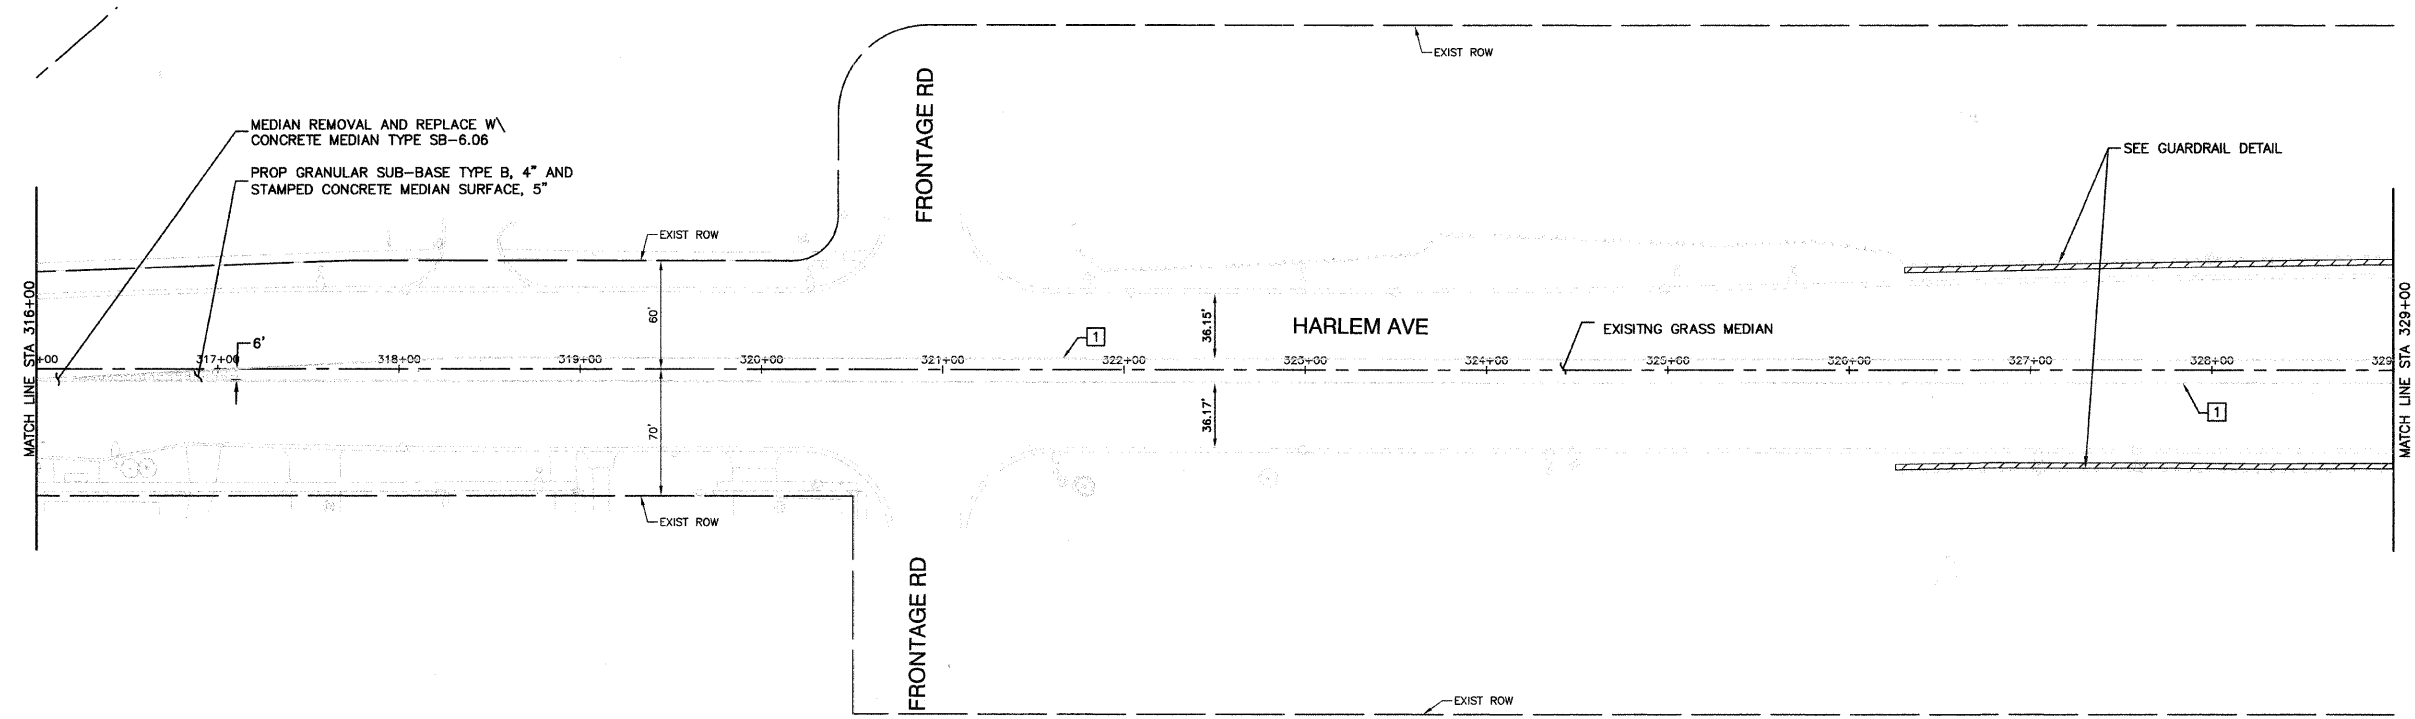 EXIST ROW
FRONTAGE RD
MEDIAN REMOVAL AND REPLACE W\
CONCRETE MEDIAN TYPE SB-6.06
PROP GRANULAR SUB-BASE TYPE B, 4" AND
STAMPED CONCRETE MEDIAN SURFACE, 5"
SEE GUARDRAIL DETAIL
EXIST ROW
MATCH LINE STA 316+00
60'
36.15'
HARLEM AVE
EXISITNG GRASS MEDIAN
MATCH LINE STA 329+00
6'
1
+00
317+00
318+00
319+00
320+00
321+00
322+00
323+00
324+00
325+00
326+00
327+00
328+00
329
70'
36.17'
1
EXIST ROW
FRONTAGE RD
EXIST ROW